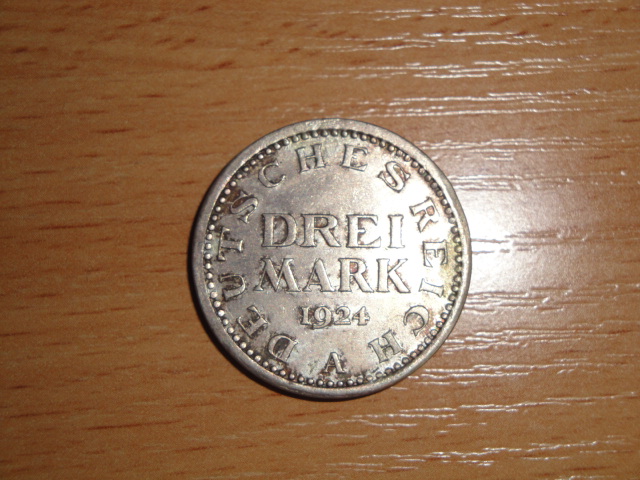 DEUTSCHES REICH
DREI
MARK
1924
A